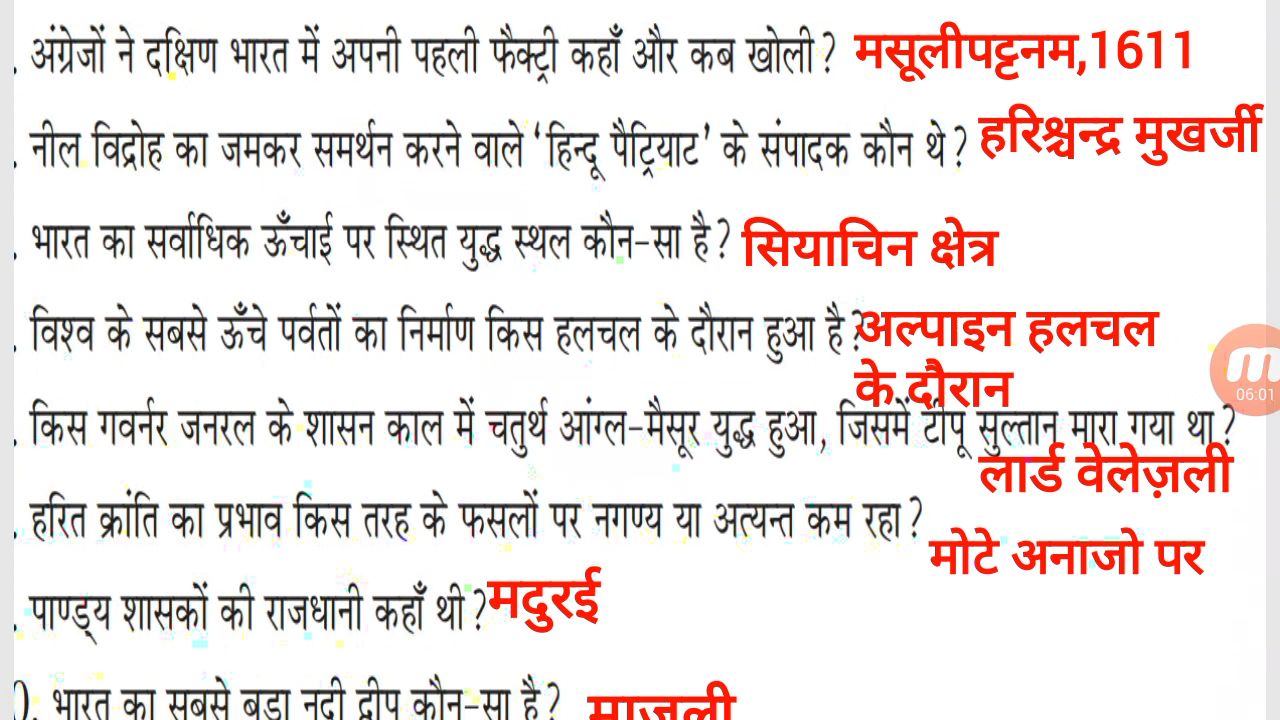 . अंग्रेजों ने दक्षिण भारत में अपनी पहली फैक्ट्री कहाँ और कब खोली? मसूलीपट्टनम,1611
. नील विद्रोह का जमकर समर्थन करने वाले ‘हिन्दू पैट्रियाट’ के संपादक कौन थे? हरिश्चन्द्र मुखर्जी
. भारत का सर्वाधिक ऊँचाई पर स्थित युद्ध स्थल कौन-सा है? सियाचिन क्षेत्र
. विश्व के सबसे ऊँचे पर्वतों का निर्माण किस हलचल के दौरान हुआ है? अल्पाइन हलचल
के दौरान
06:01
. किस गवर्नर जनरल के शासन काल में चतुर्थ आंग्ल-मैसूर युद्ध हुआ, जिसमें टीपू सुल्तान मारा गया था?
लार्ड वेलेज़ली
. हरित क्रांति का प्रभाव किस तरह के फसलों पर नगण्य या अत्यन्त कम रहा?
मोटे अनाजो पर
. पाण्ड्य शासकों की राजधानी कहाँ थी? मदुरई
0. भारत का सबसे बड़ा नदी द्वीप कौन-सा है? माजुली